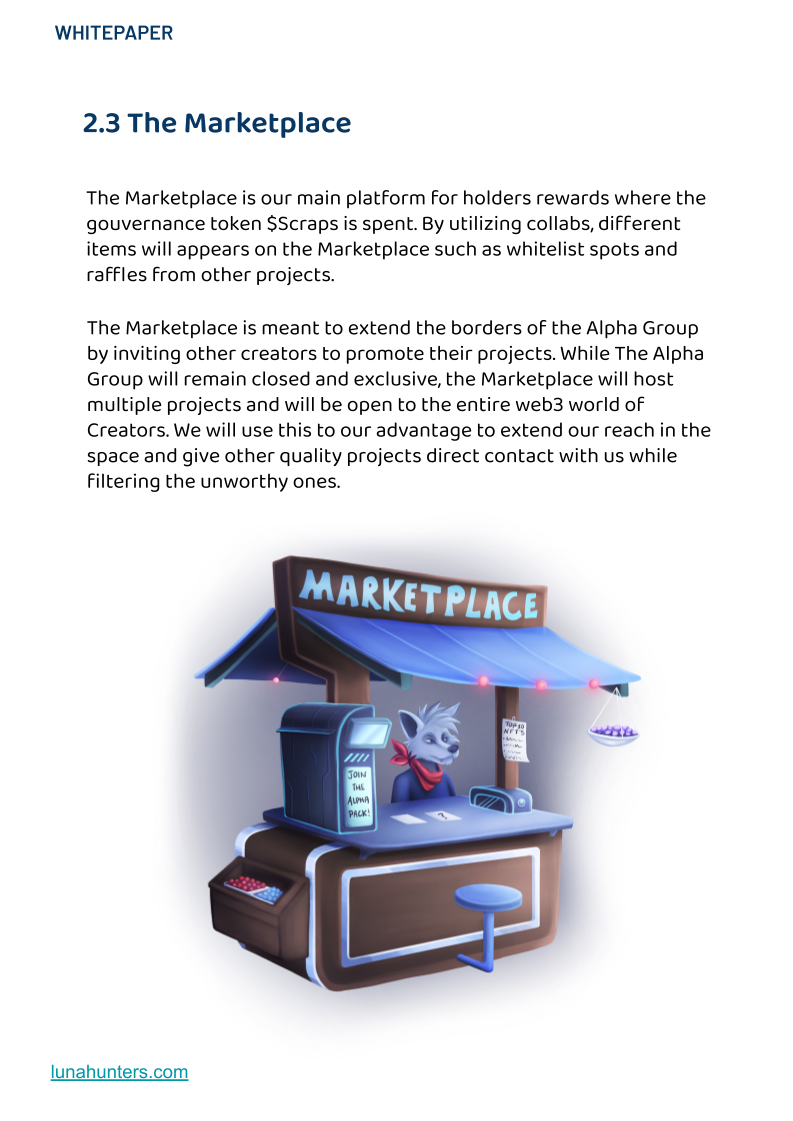 WHITEPAPER
2.3 The Marketplace
The Marketplace is our main platform for holders rewards where the
gouvernance token $Scraps is spent. By utilizing collabs, different
items will appears on the Marketplace such as whitelist spots and
raffles from other projects.
The Marketplace is meant to extend the borders of the Alpha Group
by inviting other creators to promote their projects. While The Alpha
Group will remain closed and exclusive, the Marketplace will host
multiple projects and will be open to the entire web3 world of
Creators. We will use this to our advantage to extend our reach in the
space and give other quality projects direct contact with us while
filtering the unworthy ones.
MARKETPLACE
TOP 10
NFT'S
JOIN
THE
ALPHA
PACK!
lunahunters.com